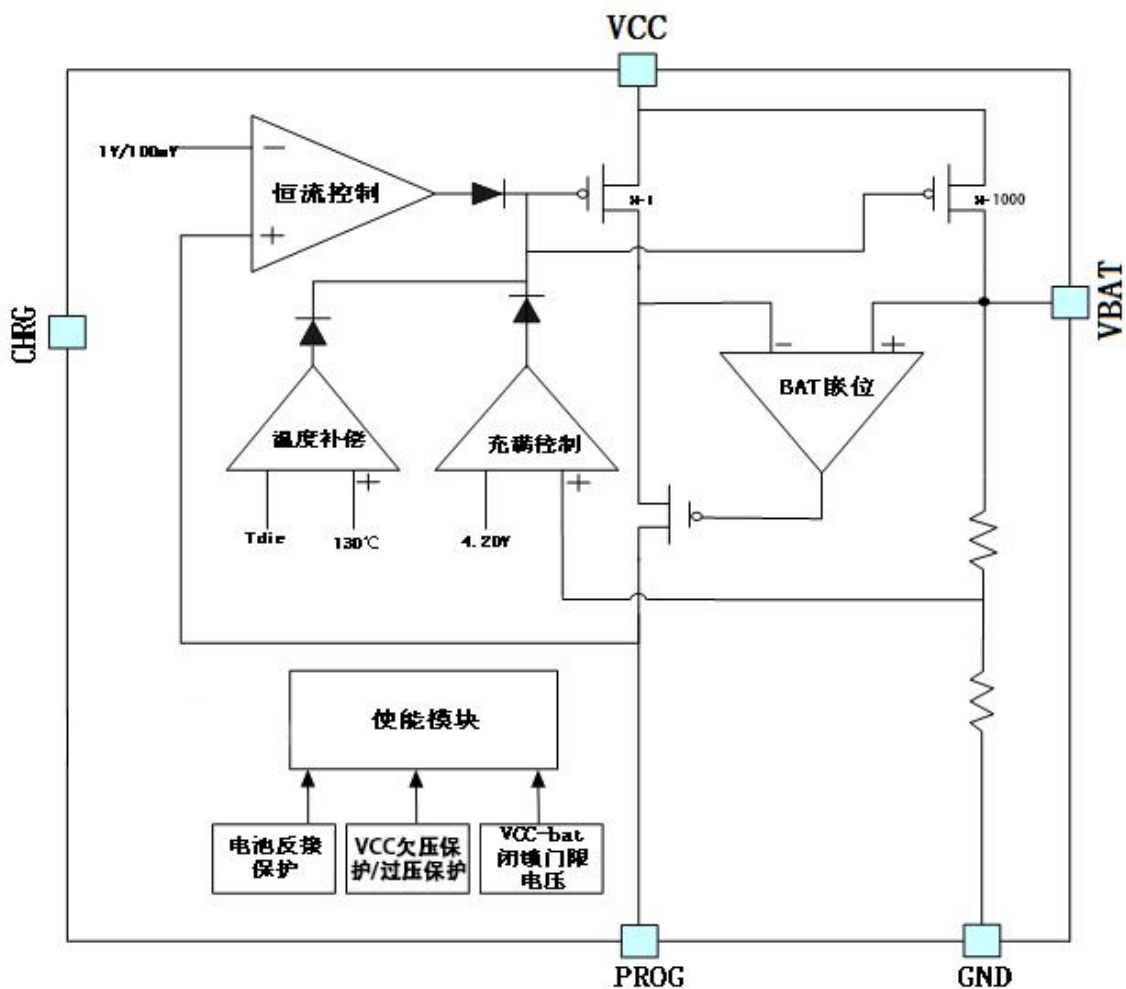 VCC
1V/100mV
-
恒流控制
+
M-1
M-1000
CHRG
VBAT
-
+
BAT嵌位
温度补偿
+
充满控制
+
Tdie
130℃
4.20V
使能模块
电池反接
保护
VCC欠压保
护/过压保护
VCC-bat
闭锁门限
电压
PROG
GND